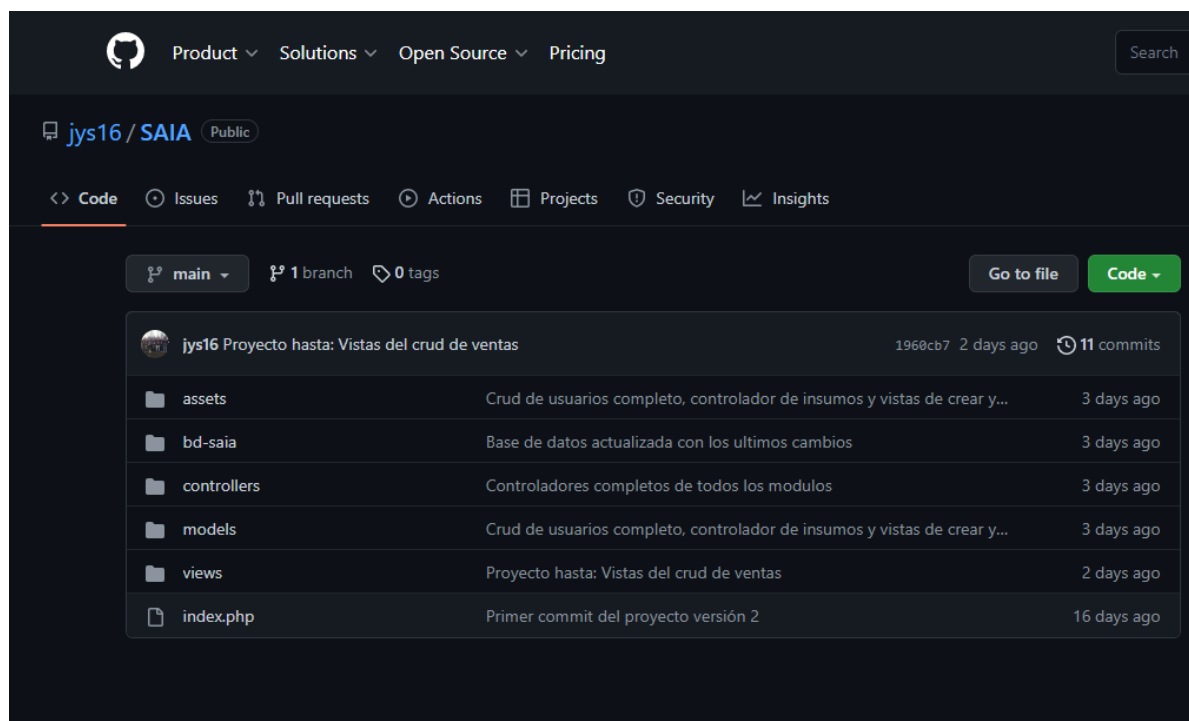 Product Solutions Open Source Pricing Search
jys16 / SAIA Public
Code Issues Pull requests Actions Projects Security Insights
main 1 branch 0 tags Go to file Code
jys16 Proyecto hasta: Vistas del crud de ventas 1960cb7 2 days ago 11 commits
assets Crud de usuarios completo, controlador de insumos y vistas de crear y... 3 days ago
bd-saia Base de datos actualizada con los ultimos cambios 3 days ago
controllers Controladores completos de todos los modulos 3 days ago
models Crud de usuarios completo, controlador de insumos y vistas de crear y... 3 days ago
views Proyecto hasta: Vistas del crud de ventas 2 days ago
index.php Primer commit del proyecto versión 2 16 days ago